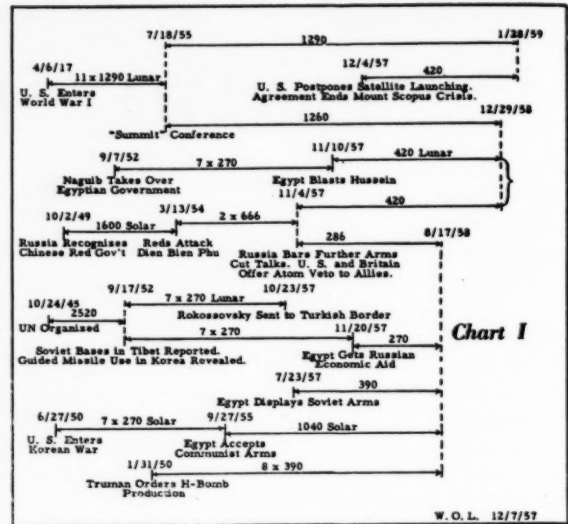 7/18/55 1290 1/28/59
4/6/17 12/4/57
11 x 1290 Lunar 420
U. S. Enters
World War I
U. S. Postpones Satellite Launching.
Agreement Ends Mount Scopus Crisis.
12/29/58
1260
"Summit" Conference
9/7/52 11/10/57
7 x 270 420 Lunar
Naguib Takes Over
Egyptian Government
Egypt Blasts Hussein
11/4/57
10/2/49 3/13/54 420
1600 Solar 2 x 666 286 8/17/58
Russia Recognizes
Chinese Red Gov't
Reds Attack
Dien Bien Phu
Russia Bars Further Arms
Cut Talks. U. S. and Britain
Offer Atom Veto to Allies.
9/17/52 10/23/57
7 x 270 Lunar
10/24/45
2520
Rokossovsky Sent to Turkish Border
UN Organized
7 x 270 11/20/57
270
Soviet Bases in Tibet Reported.
Guided Missile Use in Korea Revealed.
Egypt Gets Russian
Economic Aid
Chart I
7/23/57
390
Egypt Displays Soviet Arms
6/27/50 9/27/55
7 x 270 Solar 1040 Solar
U. S. Enters
Korean War
Egypt Accepts
Communist Arms
1/31/50
8 x 390
Truman Orders H-Bomb
Production
W. O. L. 12/7/57